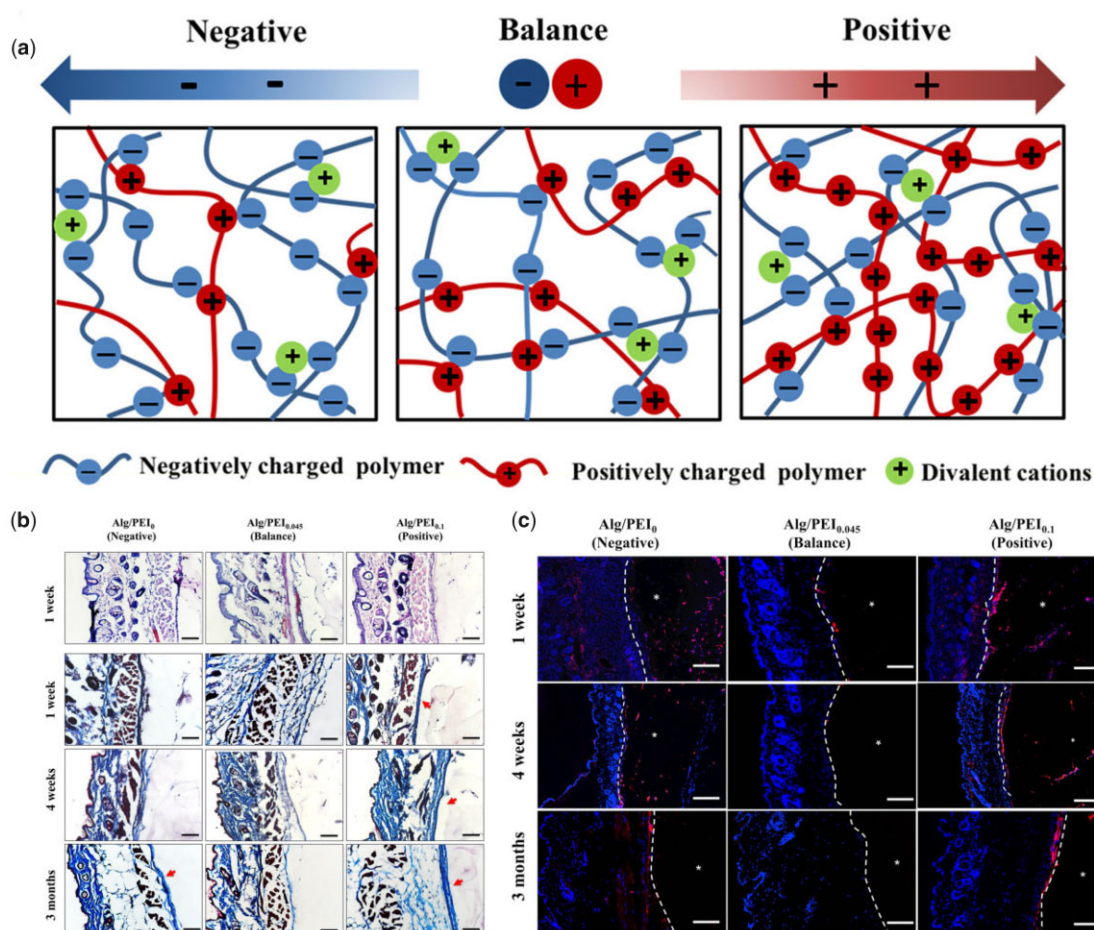 (a)
Negative
Balance
Positive
Negatively charged polymer
Positively charged polymer
Divalent cations
(b)
Alg/PEI0
(Negative)
Alg/PEI0.045
(Balance)
Alg/PEI0.1
(Positive)
1 week
1 week
4 weeks
3 months
(c)
Alg/PEI0
(Negative)
Alg/PEI0.045
(Balance)
Alg/PEI0.1
(Positive)
1 week
4 weeks
3 months